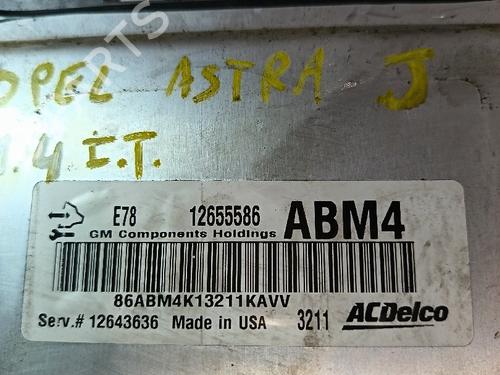 OPEL ASTRA J
1.4 I.T.
E78 12655586 ABM4
GM Components Holdings
86ABM4K13211KAVV
Serv.# 12643636 Made in USA 3211 ACDelco